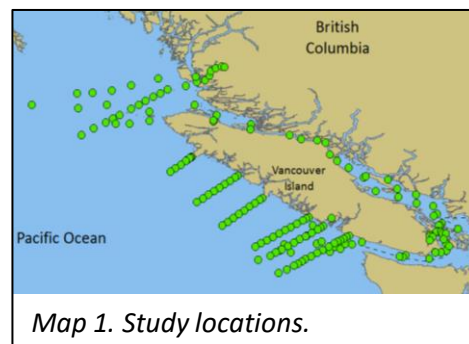 British
Columbia
Vancouver
Island
Pacific Ocean
Map 1. Study locations.